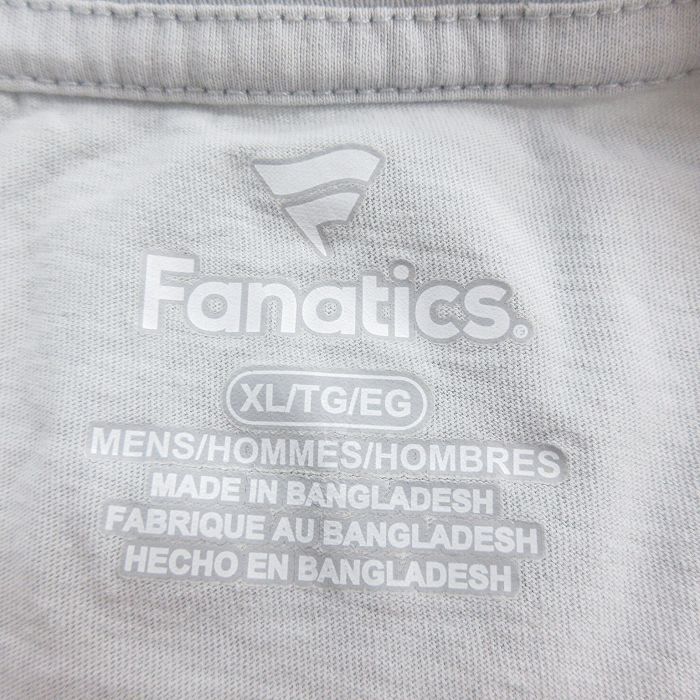 Fanatics®
XL/TG/EG
MENS/HOMMES/HOMBRES
MADE IN BANGLADESH
FABRIQUE AU BANGLADESH
HECHO EN BANGLADESH